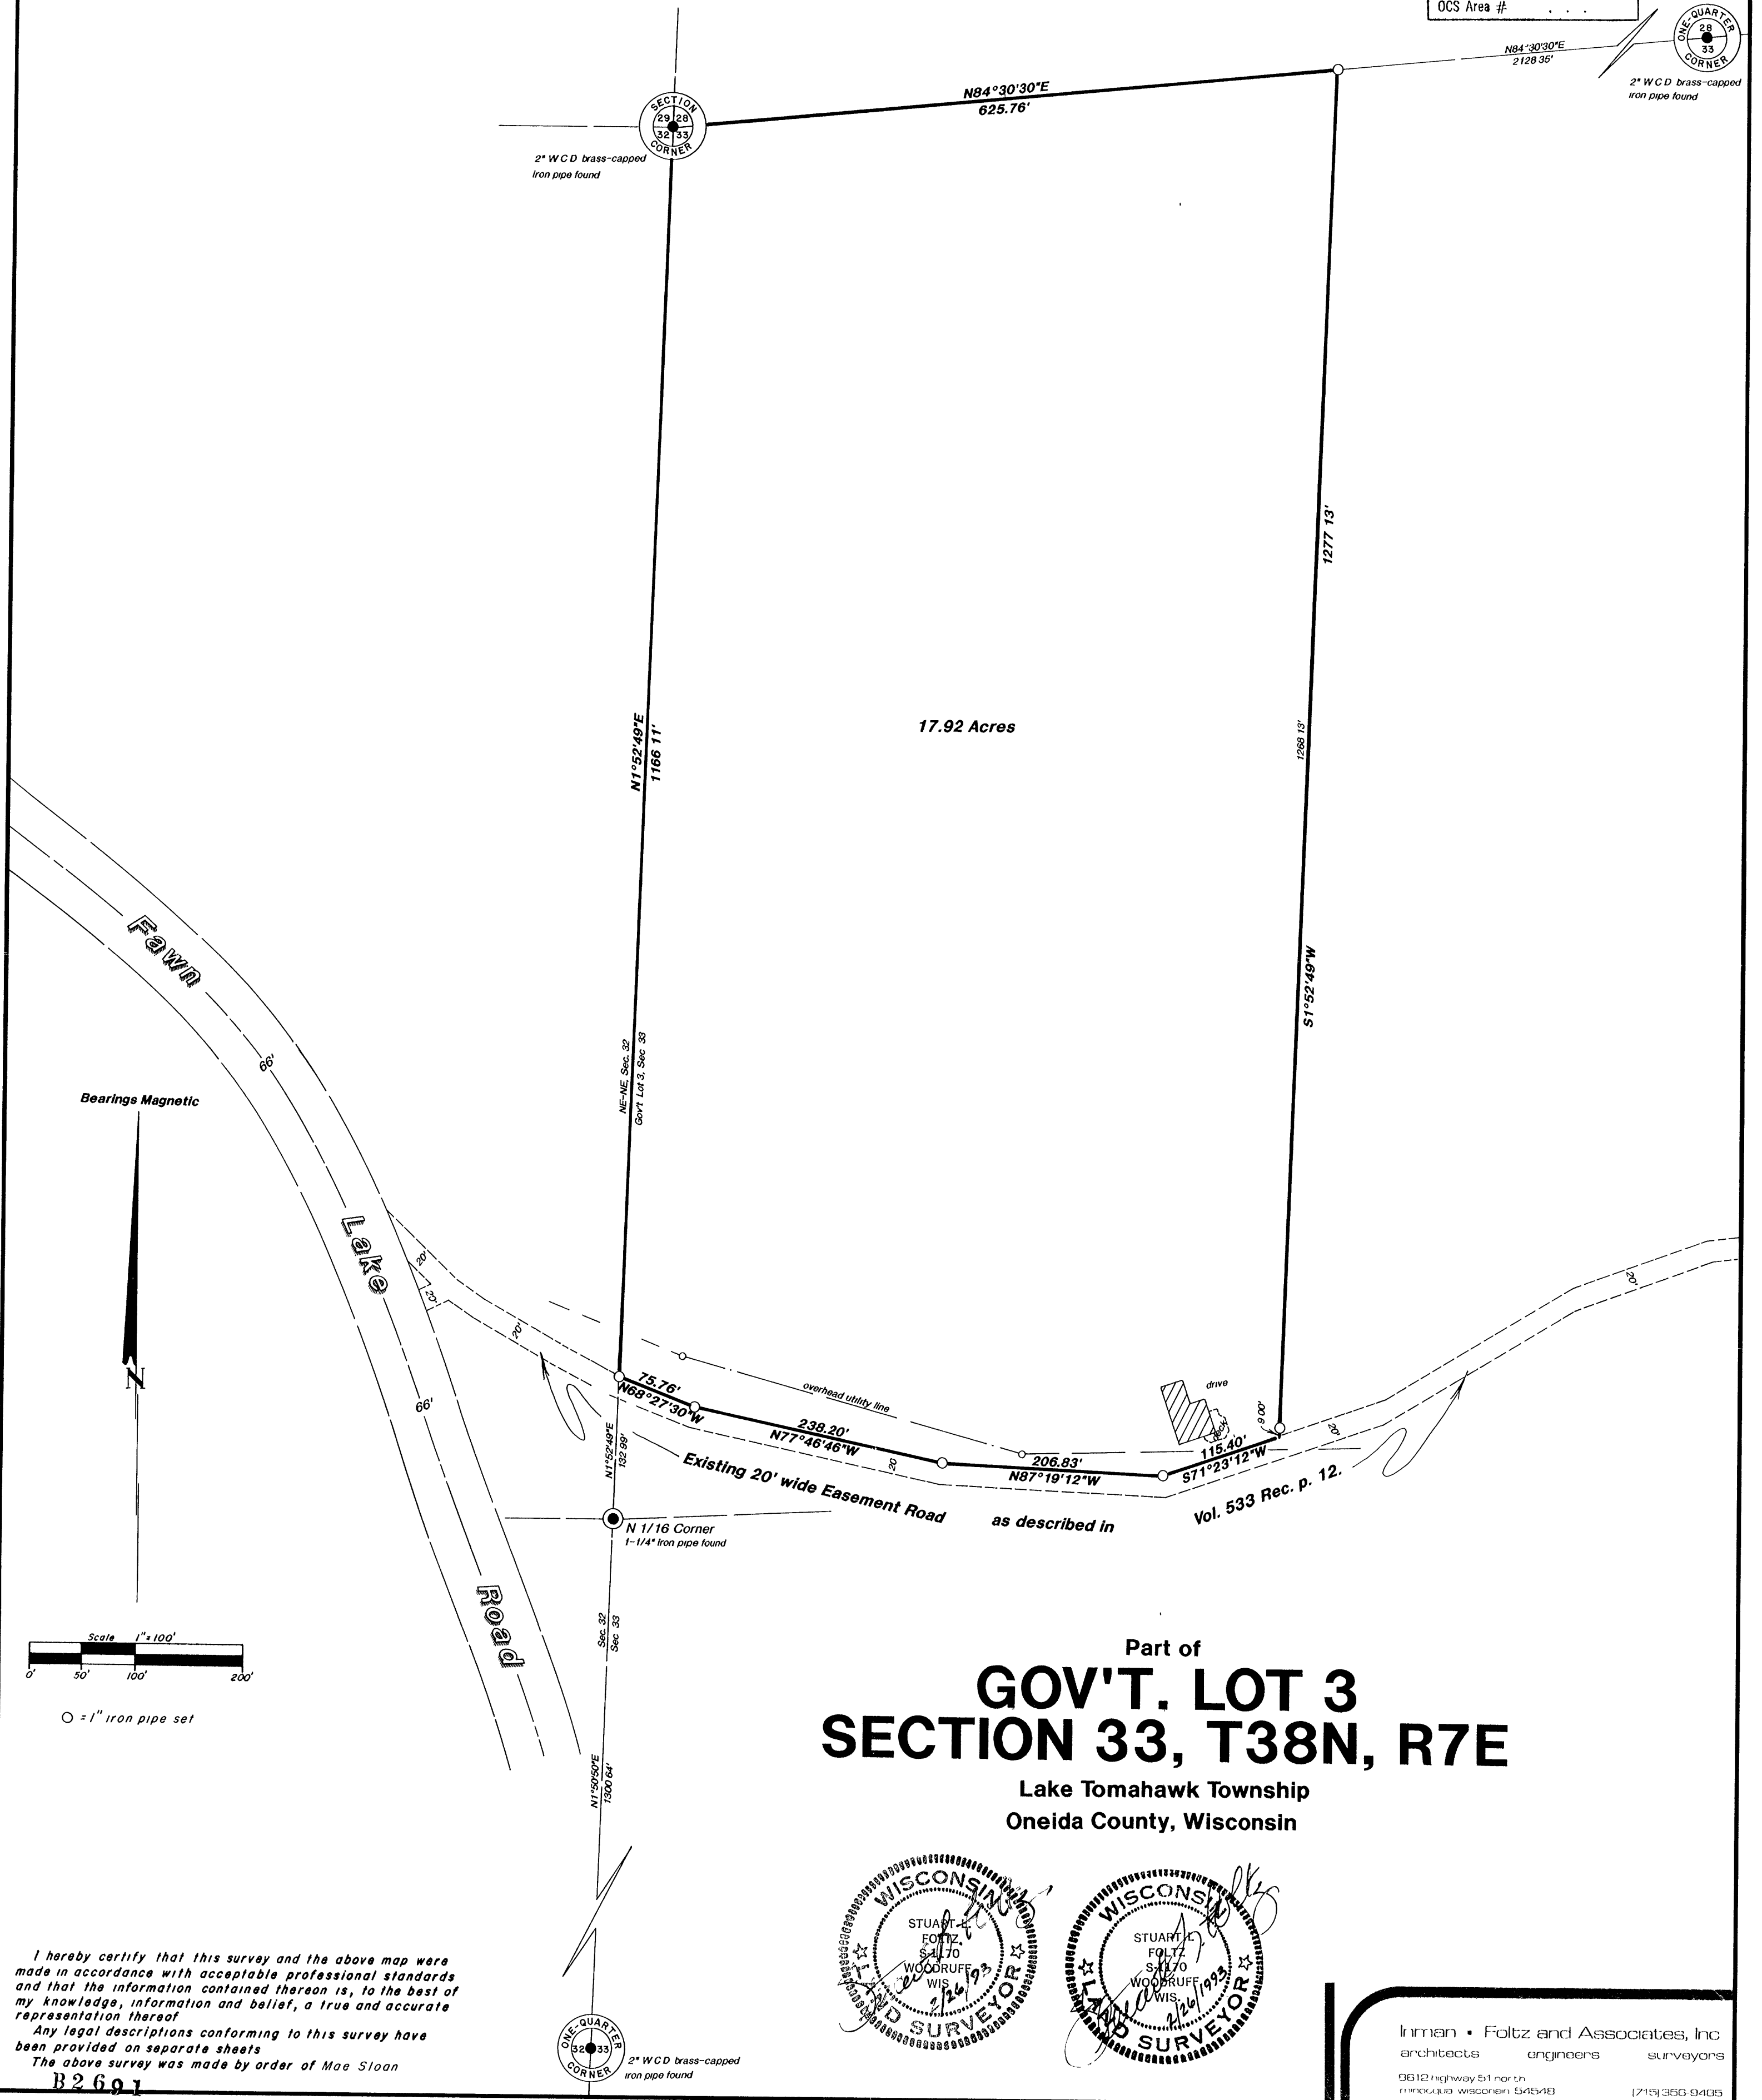 OCS Area #
ONE-QUARTER
28
33
CORNER
2" W C D brass-capped
iron pipe found
N84°30'30"E
2128 35'
N84°30'30"E
625.76'
SECTION
29 28
32 33
CORNER
2" W C D brass-capped
iron pipe found
1277 13'
1268 13'
S1°52'49"W
N1°52'49"E
1166 11'
17.92 Acres
NE-NE, Sec. 32
Gov't Lot 3, Sec 33
Fawn
66'
Lake
66'
Road
Bearings Magnetic
N
20'
20'
20'
75.76'
N68°27'30"W
overhead utility line
238.20'
N77°46'46"W
20
206.83'
N87°19'12"W
drive
deck
9 00'
115.40'
S71°23'12"W
20'
20'
N1°52'49"E
132 99'
Existing 20' wide Easement Road as described in Vol. 533 Rec. p. 12.
N 1/16 Corner
1-1/4" iron pipe found
Sec. 32
Sec 33
N1°50'50"E
1300 64'
Scale 1"=100'
0' 50' 100' 200'
= 1" iron pipe set
Part of
GOV'T. LOT 3
SECTION 33, T38N, R7E
Lake Tomahawk Township
Oneida County, Wisconsin
WISCONSIN
STUART L.
FOLTZ
S-1170
WOODRUFF
WIS
2/26/93
LAND SURVEYOR
WISCONSIN
STUART L
FOLTZ
S-1170
WOODRUFF
WIS.
2/26/1993
LAND SURVEYOR
I hereby certify that this survey and the above map were
made in accordance with acceptable professional standards
and that the information contained thereon is, to the best of
my knowledge, information and belief, a true and accurate
representation thereof
Any legal descriptions conforming to this survey have
been provided on separate sheets
The above survey was made by order of Mae Sloan
B2691
ONE-QUARTER
32 33
CORNER
2" W C D brass-capped
iron pipe found
Inman • Foltz and Associates, Inc
architects engineers surveyors
9612 highway 51 north
minocqua wisconsin 54548 (715) 356-9485